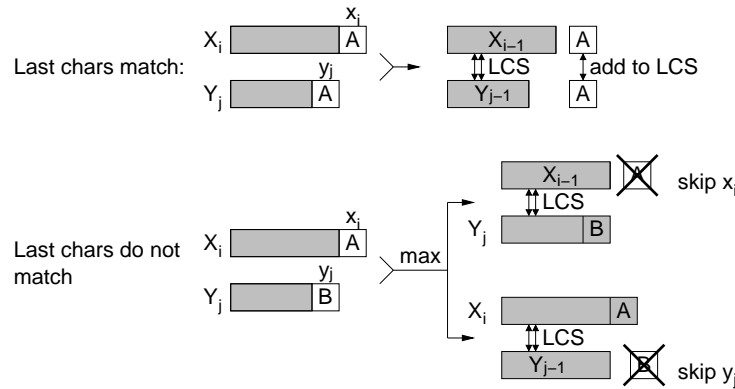 x_i
X_i A X_{i−1} A
Last chars match: LCS add to LCS
y_j
Y_j A Y_{j−1} A
X_{i−1} A skip x_i
LCS
x_i
Y_j B
Last chars do not match
X_i A
max
y_j
Y_j B
X_i A
LCS
Y_{j−1} B skip y_j